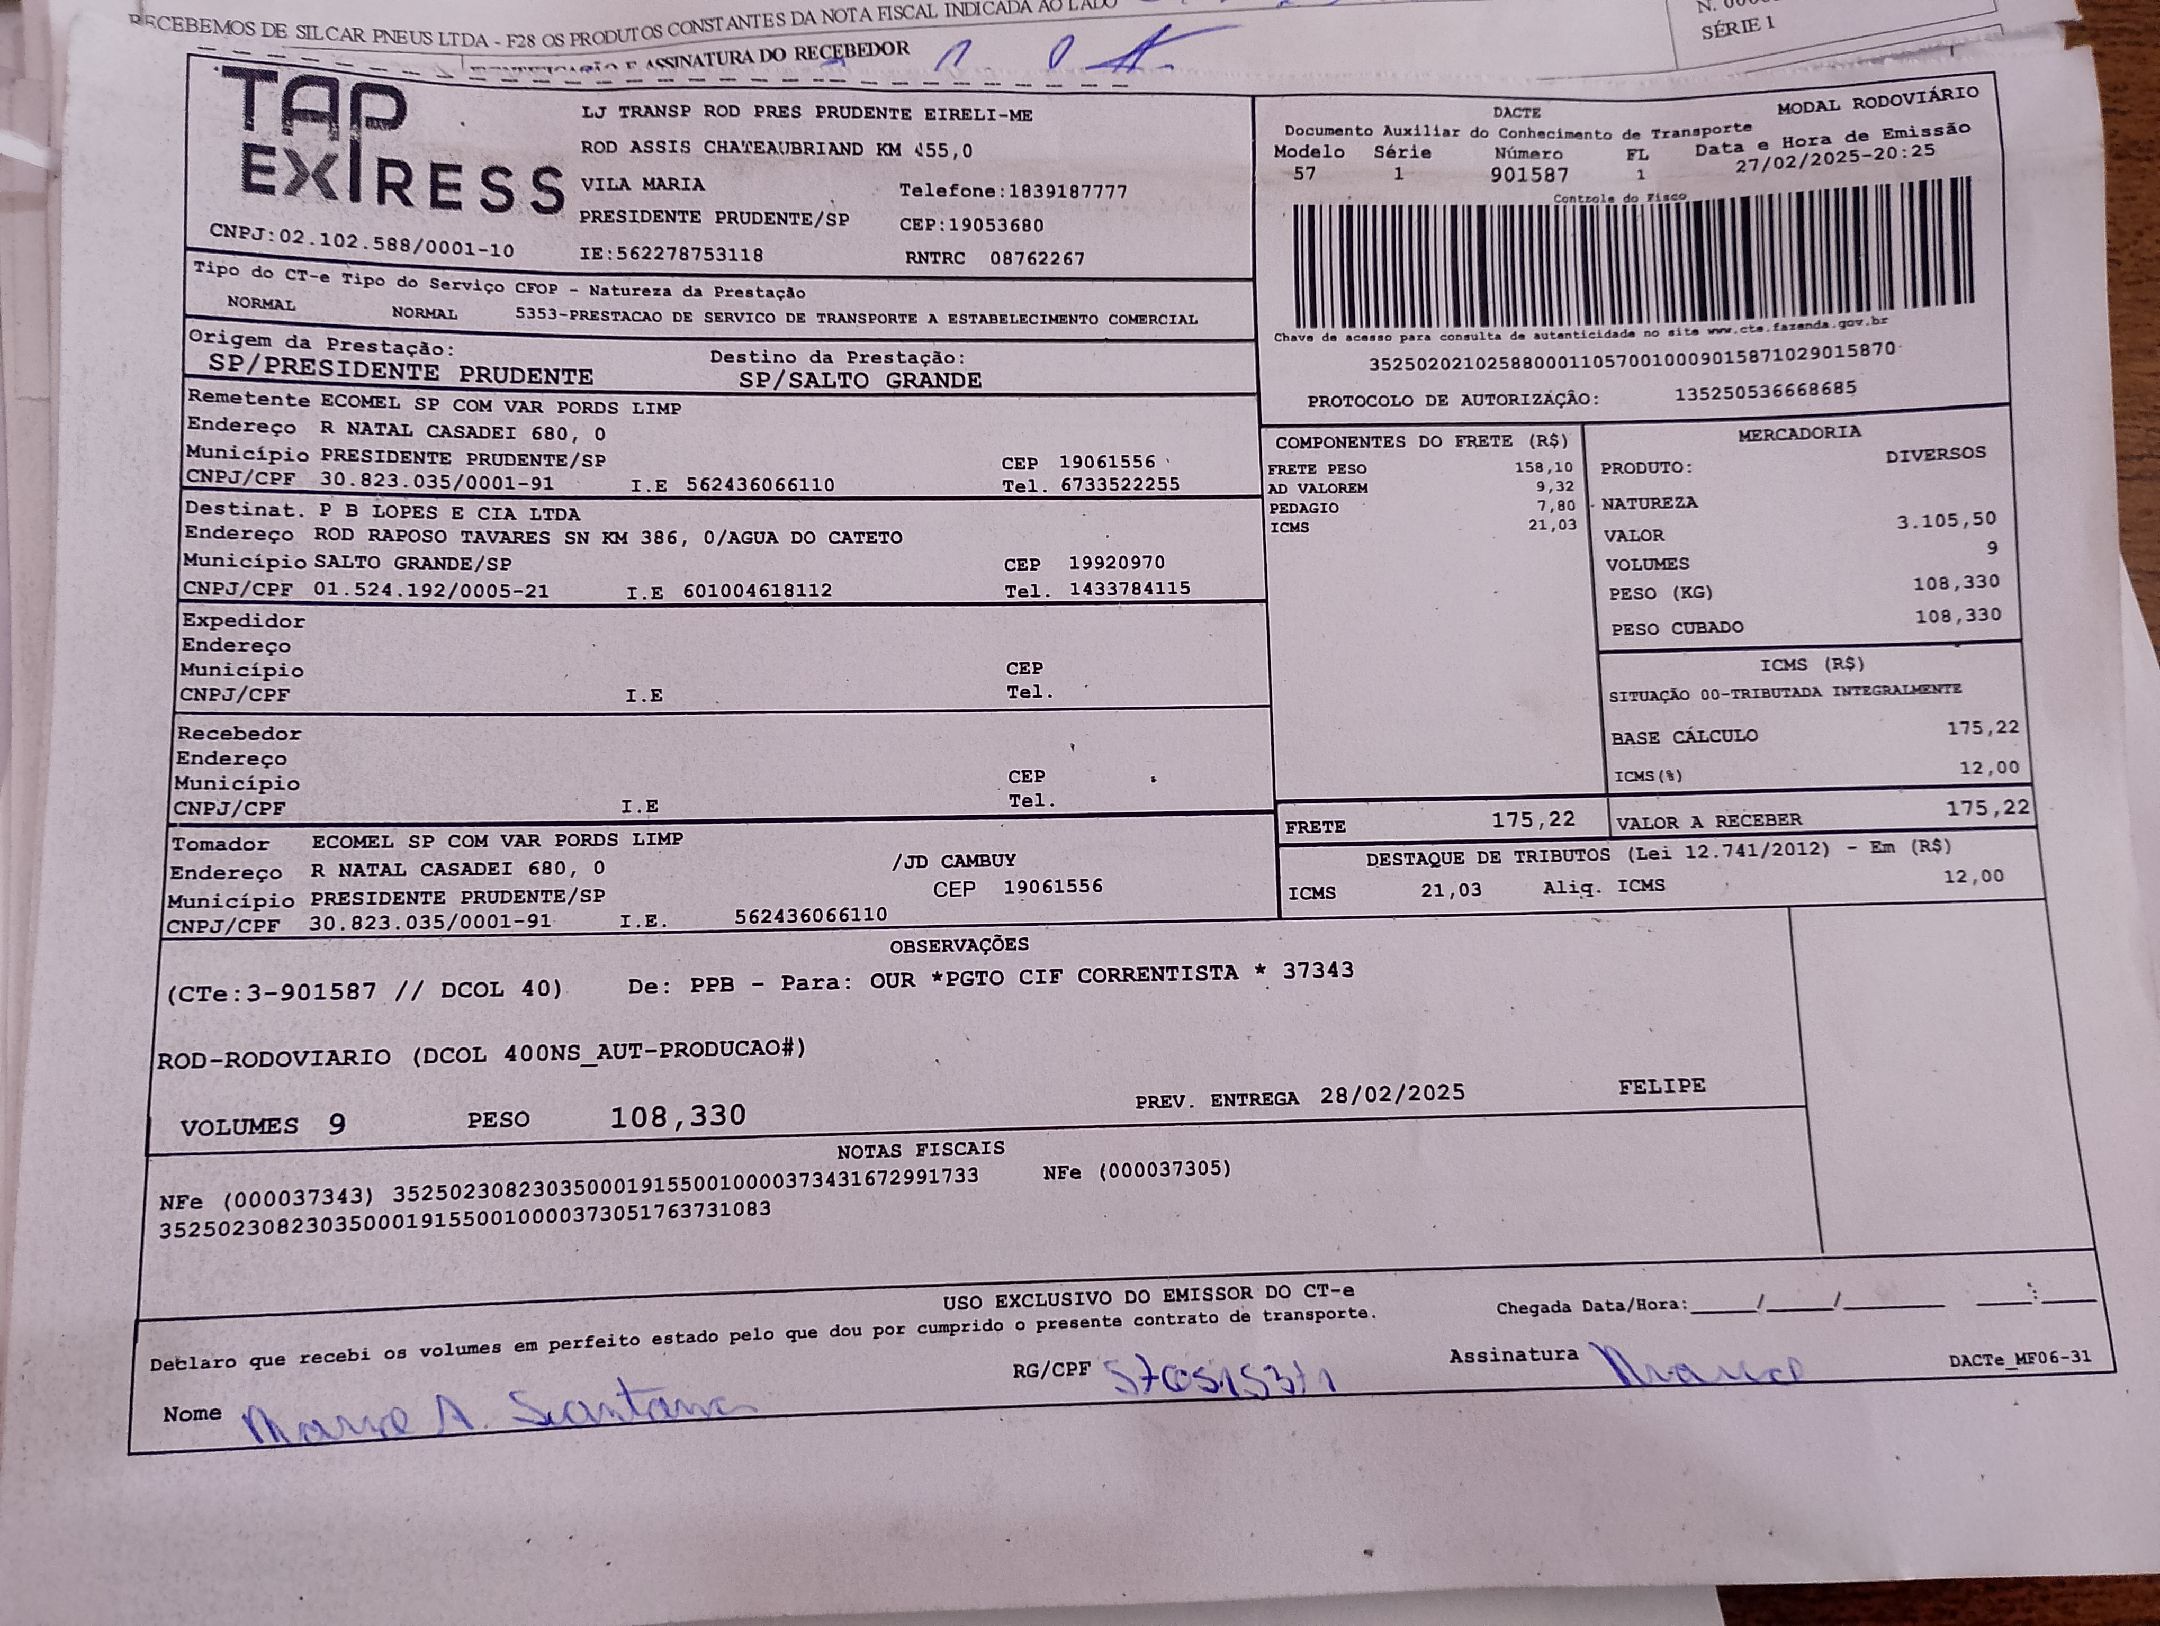 RECEBEMOS DE SILCAR PNEUS LTDA - F28 OS PRODUTOS CONSTANTES DA NOTA FISCAL INDICADA AO LADO
SÉRIE 1
E ASSINATURA DO RECEBEDOR
TAP EXPRESS
CNPJ:02.102.588/0001-10
LJ TRANSP ROD PRES PRUDENTE EIRELI-ME
ROD ASSIS CHATEAUBRIAND KM 455,0
VILA MARIA Telefone:1839187777
PRESIDENTE PRUDENTE/SP CEP:19053680
IE:562278753118 RNTRC 08762267
DACTE MODAL RODOVIÁRIO
Documento Auxiliar do Conhecimento de Transporte
Modelo Série Número FL Data e Hora de Emissão
57 1 901587 1 27/02/2025-20:25
Controle do Fisco
Chave de acesso para consulta de autenticidade no site www.cte.fazenda.gov.br
35250202102588000110570010009015871029015870
PROTOCOLO DE AUTORIZAÇÃO: 135250536668685
Tipo do CT-e Tipo do Serviço CFOP - Natureza da Prestação
NORMAL NORMAL 5353-PRESTACAO DE SERVICO DE TRANSPORTE A ESTABELECIMENTO COMERCIAL
Origem da Prestação: Destino da Prestação:
SP/PRESIDENTE PRUDENTE SP/SALTO GRANDE
Remetente ECOMEL SP COM VAR PORDS LIMP
Endereço R NATAL CASADEI 680, 0
Município PRESIDENTE PRUDENTE/SP CEP 19061556
CNPJ/CPF 30.823.035/0001-91 I.E 562436066110 Tel. 6733522255
Destinat. P B LOPES E CIA LTDA
Endereço ROD RAPOSO TAVARES SN KM 386, 0/AGUA DO CATETO
Município SALTO GRANDE/SP CEP 19920970
CNPJ/CPF 01.524.192/0005-21 I.E 601004618112 Tel. 1433784115
Expedidor
Endereço
Município CEP
CNPJ/CPF I.E Tel.
Recebedor
Endereço
Município CEP
CNPJ/CPF I.E Tel.
Tomador ECOMEL SP COM VAR PORDS LIMP
Endereço R NATAL CASADEI 680, 0 /JD CAMBUY
Município PRESIDENTE PRUDENTE/SP CEP 19061556
CNPJ/CPF 30.823.035/0001-91 I.E. 562436066110
COMPONENTES DO FRETE (R$)
FRETE PESO 158,10
AD VALOREM 9,32
PEDAGIO 7,80
ICMS 21,03
MERCADORIA
PRODUTO: DIVERSOS
NATUREZA
VALOR 3.105,50
VOLUMES 9
PESO (KG) 108,330
PESO CUBADO 108,330
ICMS (R$)
SITUAÇÃO 00-TRIBUTADA INTEGRALMENTE
BASE CÁLCULO 175,22
ICMS(%) 12,00
FRETE 175,22 VALOR A RECEBER 175,22
DESTAQUE DE TRIBUTOS (Lei 12.741/2012) - Em (R$)
ICMS 21,03 Aliq. ICMS 12,00
OBSERVAÇÕES
(CTe:3-901587 // DCOL 40) De: PPB - Para: OUR *PGTO CIF CORRENTISTA * 37343
ROD-RODOVIARIO (DCOL 400NS_AUT-PRODUCAO#)
VOLUMES 9 PESO 108,330 PREV. ENTREGA 28/02/2025 FELIPE
NOTAS FISCAIS
NFe (000037343) 35250230823035000191550010000373431672991733 NFe (000037305)
35250230823035000191550010000373051763731083
USO EXCLUSIVO DO EMISSOR DO CT-e
Declaro que recebi os volumes em perfeito estado pelo que dou por cumprido o presente contrato de transporte. Chegada Data/Hora:____/____/______ ___:___
Nome A. Santana RG/CPF Assinatura DACTe_MF06-31